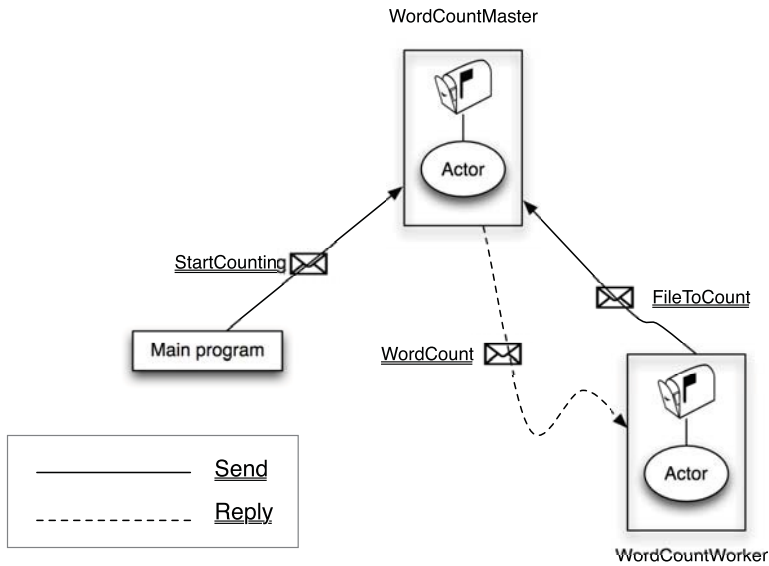 WordCountMaster
Actor
StartCounting
FileToCount
Main program
WordCount
Actor
Send
Reply
WordCountWorker